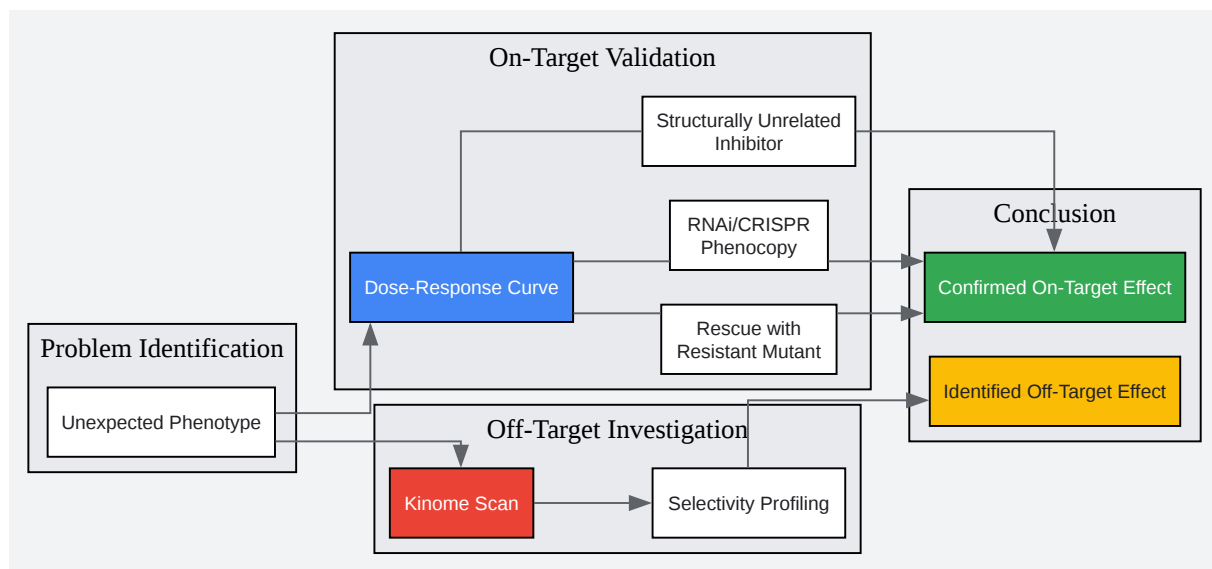 On-Target Validation
Structurally Unrelated
Inhibitor
RNAi/CRISPR
Phenocopy
Dose-Response Curve
Rescue with
Resistant Mutant
Conclusion
Confirmed On-Target Effect
Identified Off-Target Effect
Problem Identification
Unexpected Phenotype
Off-Target Investigation
Kinome Scan
Selectivity Profiling